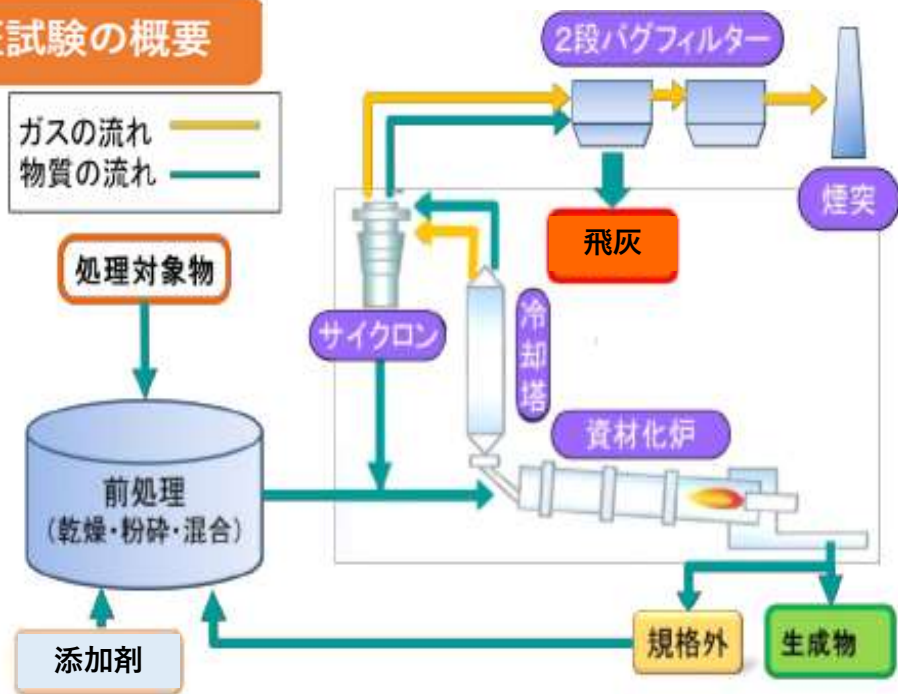 試験の概要
2段バグフィルター
ガスの流れ
物質の流れ
煙突
飛灰
処理対象物
サイクロン
冷却塔
資材化炉
前処理
(乾燥・粉砕・混合)
添加剤
規格外
生成物